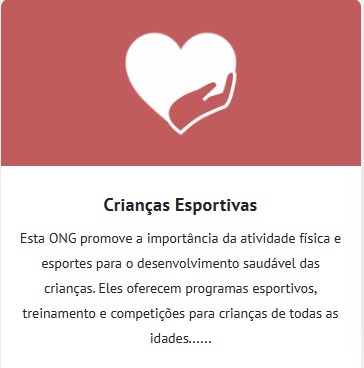 Crianças Esportivas
Esta ONG promove a importância da atividade física e
esportes para o desenvolvimento saudável das
crianças. Eles oferecem programas esportivos,
treinamento e competições para crianças de todas as
idades......